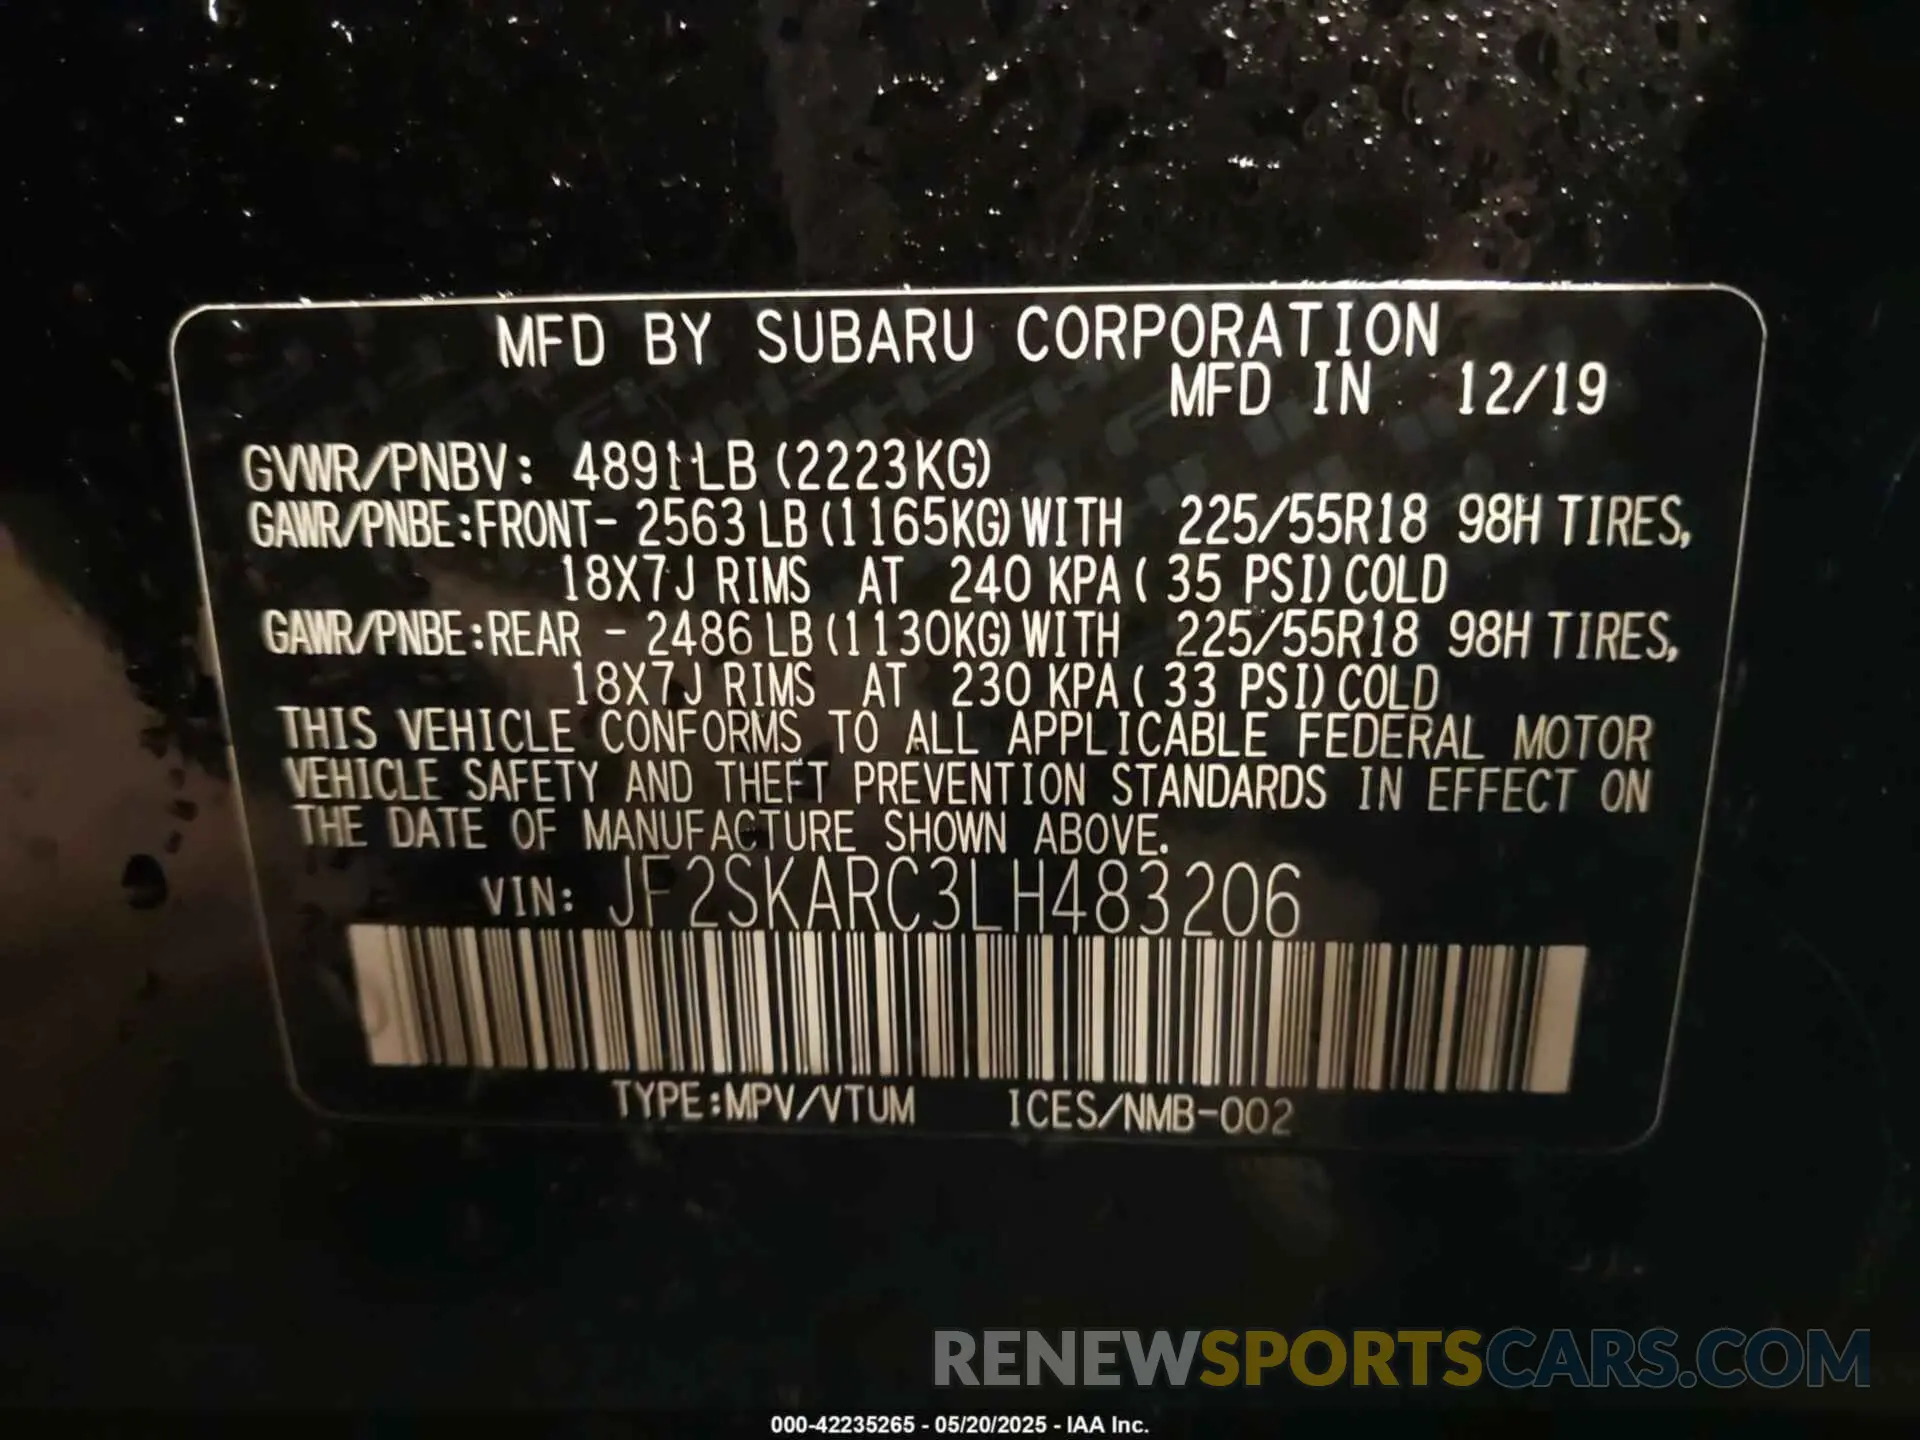 MFD BY SUBARU CORPORATION
MFD IN 12/19
GVWR/PNBV: 4891LB (2223KG)
GAWR/PNBE:FRONT- 2563 LB (1165KG) WITH 225/55R18 98H TIRES,
18X7J RIMS AT 240 KPA ( 35 PSI) COLD
GAWR/PNBE:REAR - 2486 LB (1130KG) WITH 225/55R18 98H TIRES,
18X7J RIMS AT 230 KPA ( 33 PSI) COLD
THIS VEHICLE CONFORMS TO ALL APPLICABLE FEDERAL MOTOR
VEHICLE SAFETY AND THEFT PREVENTION STANDARDS IN EFFECT ON
THE DATE OF MANUFACTURE SHOWN ABOVE.
VIN: JF2SKARC3LH483206
TYPE:MPV/VTUM ICES/NMB-002
RENEWSPORTSCARS.COM
000-42235265 - 05/20/2025 - IAA Inc.